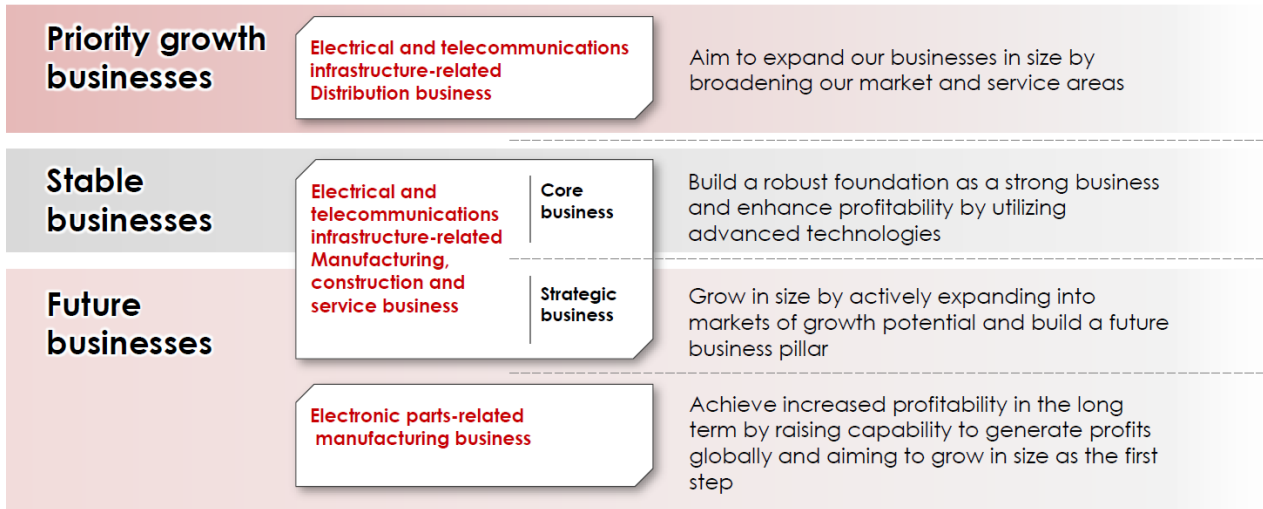 Priority growth
businesses
Electrical and telecommunications
infrastructure-related
Distribution business
Aim to expand our businesses in size by
broadening our market and service areas
Stable
businesses
Electrical and
telecommunications
infrastructure-related
Manufacturing,
construction and
service business
Core
business
Build a robust foundation as a strong business
and enhance profitability by utilizing
advanced technologies
Future
businesses
Strategic
business
Grow in size by actively expanding into
markets of growth potential and build a future
business pillar
Electronic parts-related
manufacturing business
Achieve increased profitability in the long
term by raising capability to generate profits
globally and aiming to grow in size as the first
step